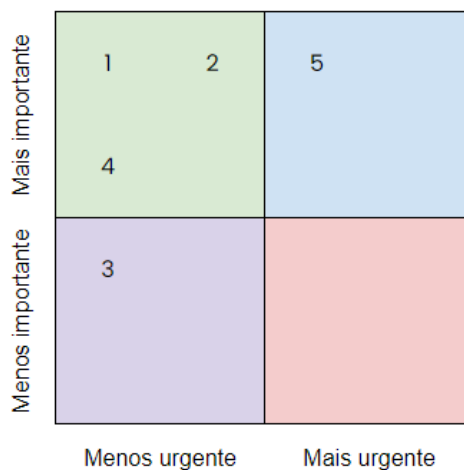 Mais importante
1 2 5
4
Menos importante
3
Menos urgente Mais urgente